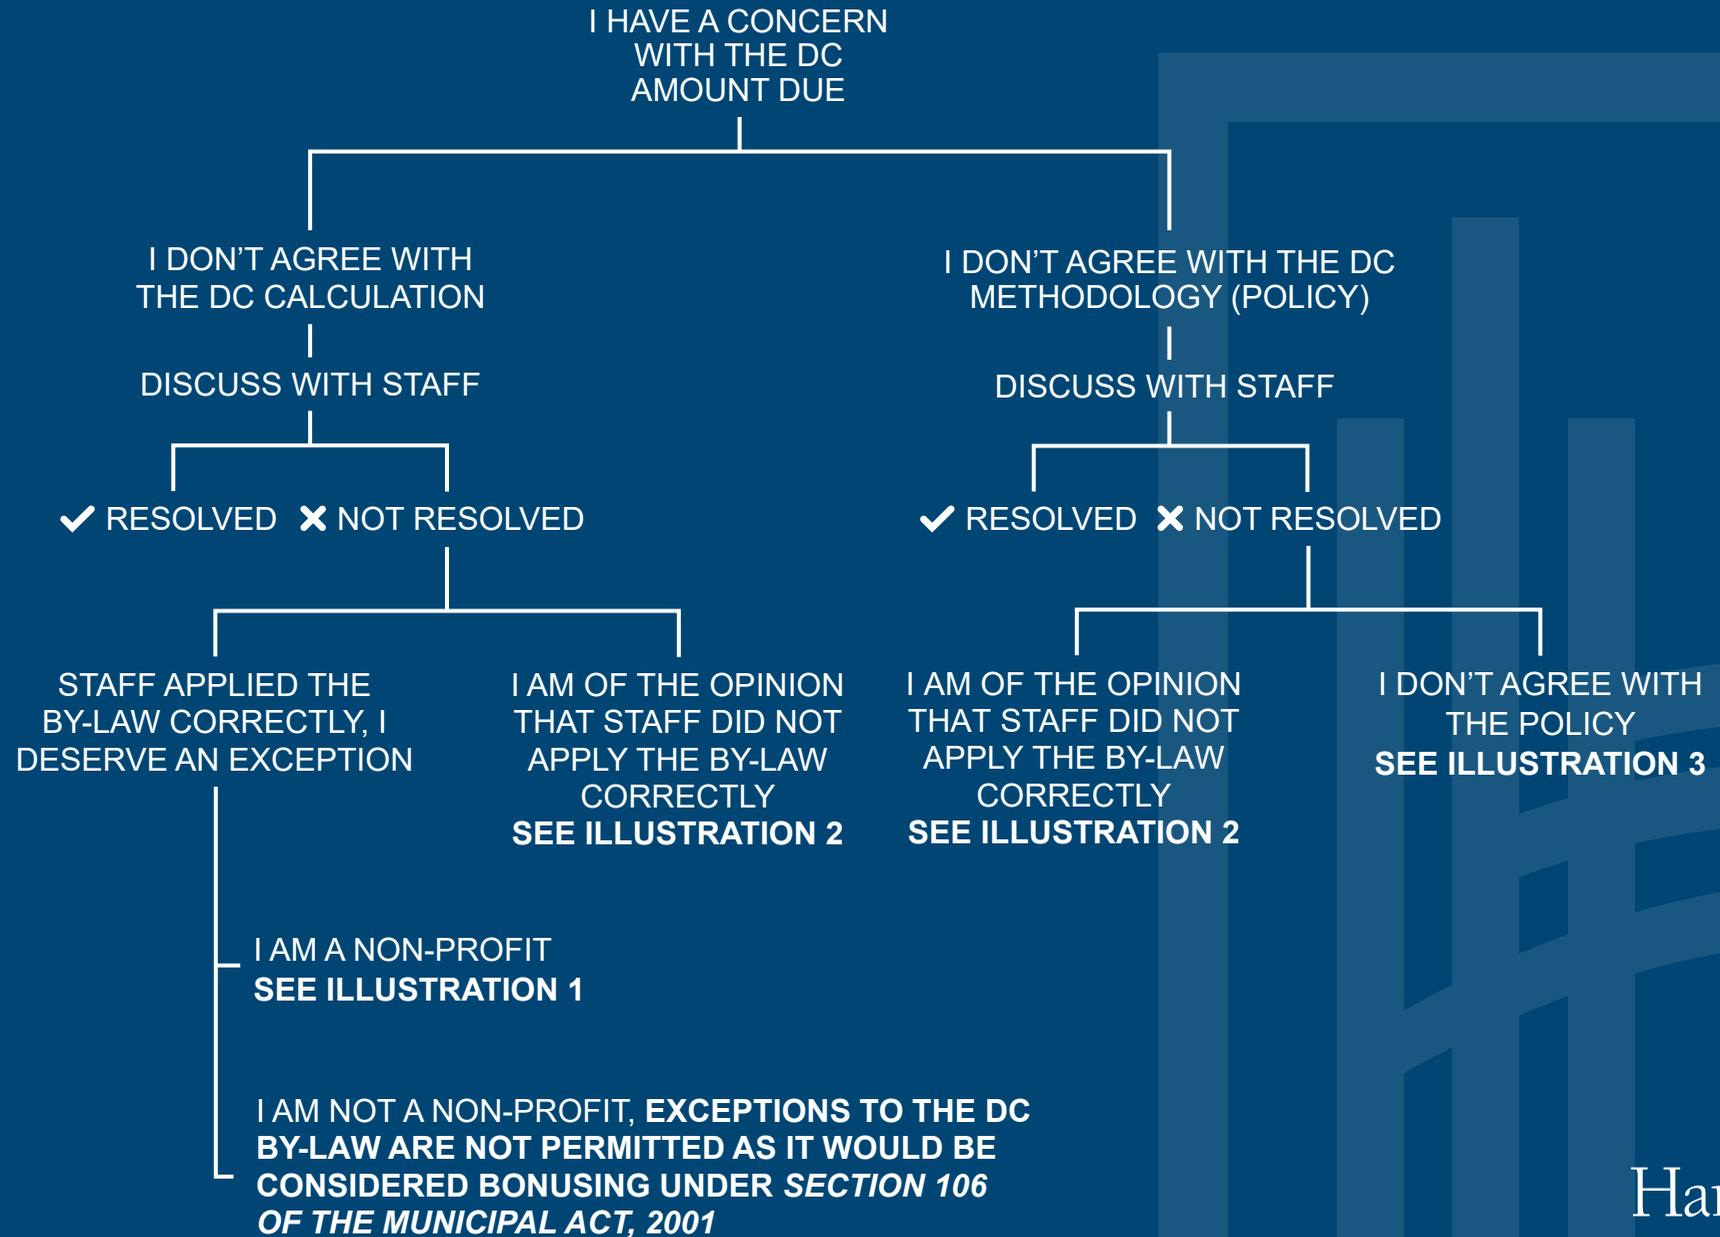 I HAVE A CONCERN
WITH THE DC
AMOUNT DUE
I DON’T AGREE WITH
THE DC CALCULATION
DISCUSS WITH STAFF
RESOLVED
NOT RESOLVED
STAFF APPLIED THE
BY-LAW CORRECTLY, I
DESERVE AN EXCEPTION
I AM OF THE OPINION
THAT STAFF DID NOT
APPLY THE BY-LAW
CORRECTLY
SEE ILLUSTRATION 2
I AM A NON-PROFIT
SEE ILLUSTRATION 1
I AM NOT A NON-PROFIT, EXCEPTIONS TO THE DC
BY-LAW ARE NOT PERMITTED AS IT WOULD BE
CONSIDERED BONUSING UNDER SECTION 106
OF THE MUNICIPAL ACT, 2001
I DON’T AGREE WITH THE DC
METHODOLOGY (POLICY)
DISCUSS WITH STAFF
RESOLVED
NOT RESOLVED
I AM OF THE OPINION
THAT STAFF DID NOT
APPLY THE BY-LAW
CORRECTLY
SEE ILLUSTRATION 2
I DON’T AGREE WITH
THE POLICY
SEE ILLUSTRATION 3